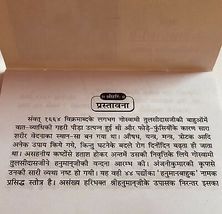 श्रीहरिः
प्रस्तावना
संवत् १६६४ विक्रमाब्दके लगभग गोस्वामी तुलसीदासजीकी बाहुओंमें
वात-व्याधिकी गहरी पीड़ा उत्पन्न हुई थी और फोड़े-फुंसियोंके कारण सारा
शरीर वेदनाका स्थान-सा बन गया था। औषध, यन्त्र, मन्त्र, त्रोटक आदि
अनेक उपाय किये गये, किन्तु घटनेके बदले रोग दिनोंदिन बढ़ता ही जाता
था। असहनीय कष्टोंसे हताश होकर अन्तमें उसकी निवृत्तिके लिये गोस्वामी
तुलसीदासजीने हनुमान्‌जीकी वन्दना आरम्भ की। अंजनीकुमारकी कृपासे
उनकी सारी व्यथा नष्ट हो गयी। यह वही ४४ पद्योंका 'हनुमानबाहुक' नामक
प्रसिद्ध स्तोत्र है। असंख्य हरिभक्त श्रीहनुमान्‌जीके उपासक निरन्तर इसका